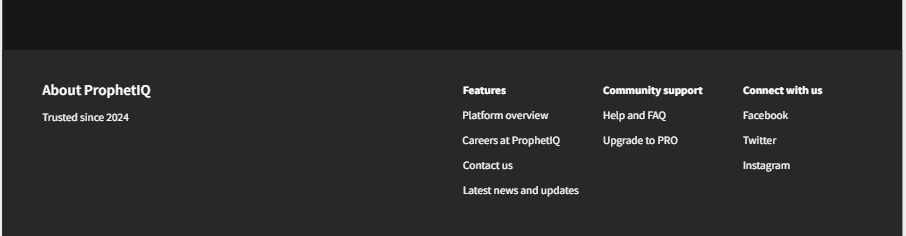 About ProphetIQ
Trusted since 2024
Features
Platform overview
Careers at ProphetIQ
Contact us
Latest news and updates
Community support
Help and FAQ
Upgrade to PRO
Connect with us
Facebook
Twitter
Instagram